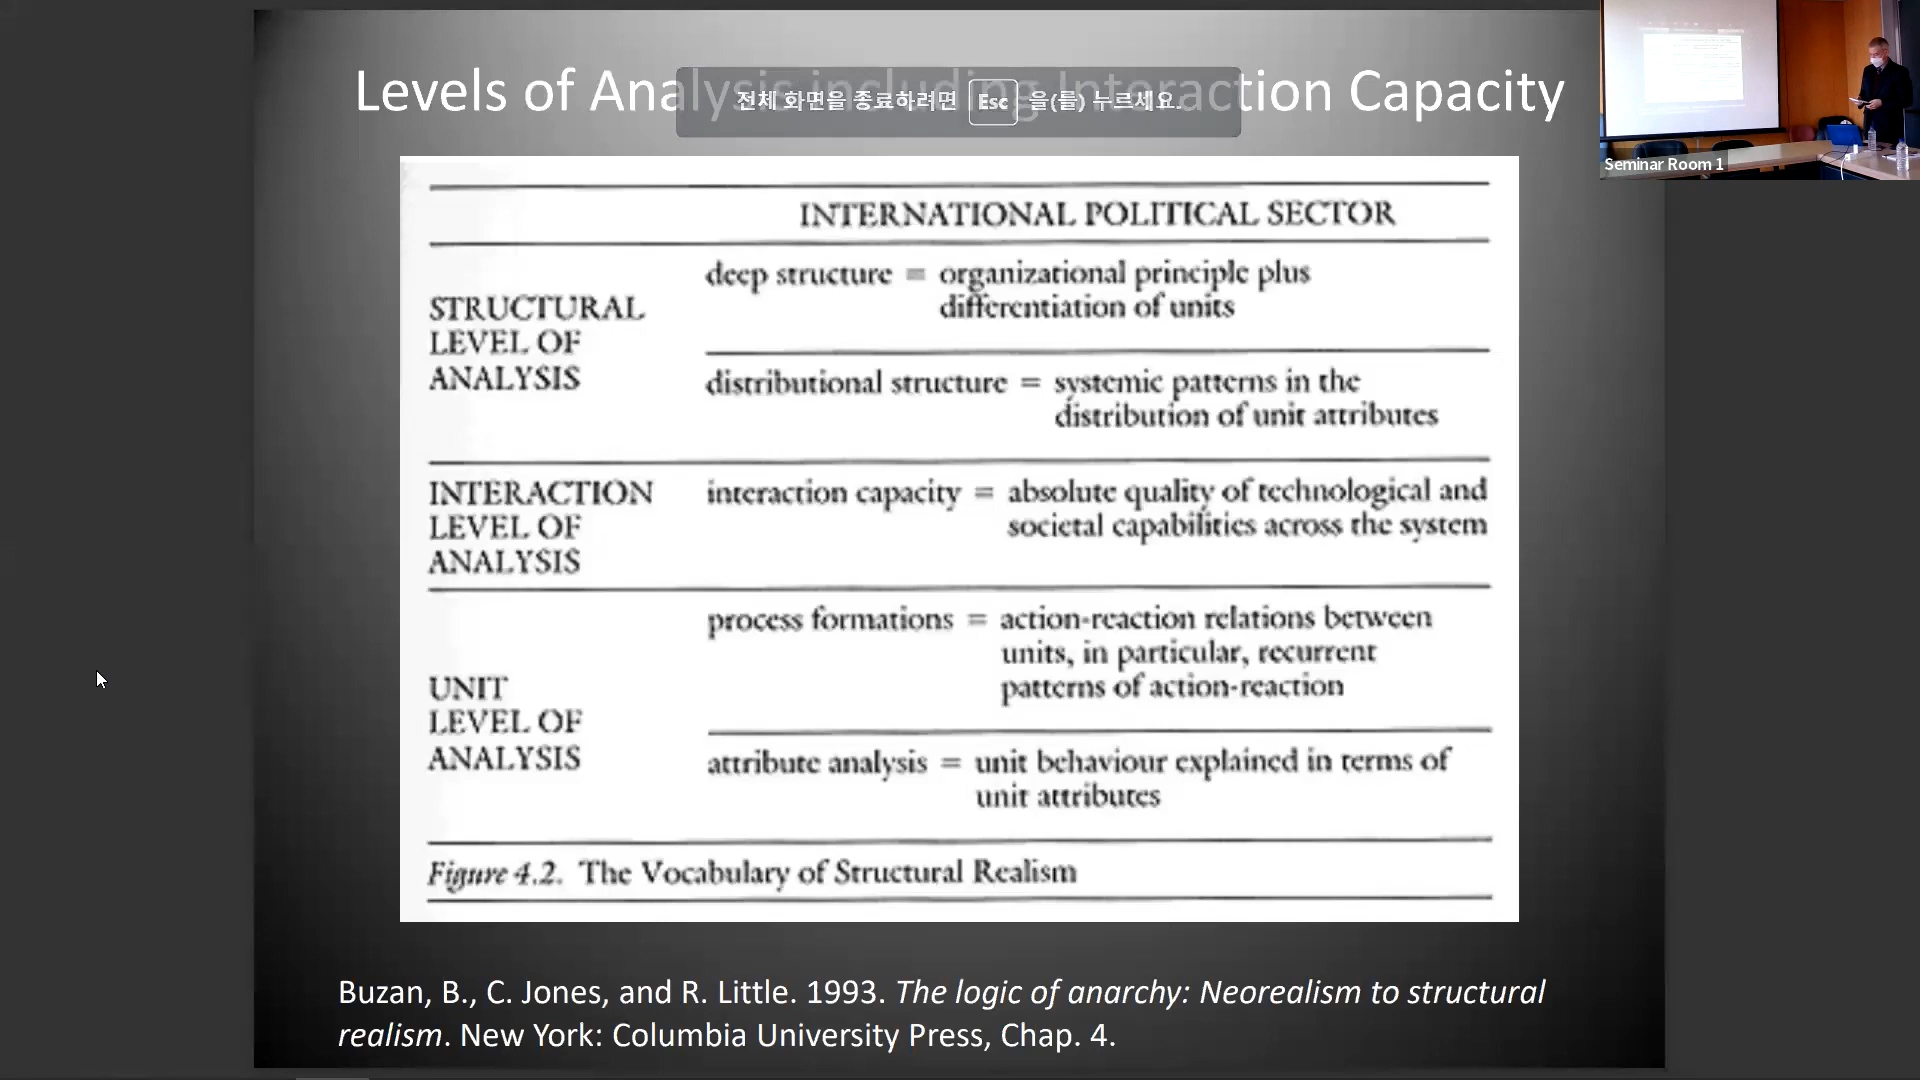 Levels of Analysis including Interaction Capacity
전체 화면을 종료하려면 Esc 을(를) 누르세요.
Seminar Room 1
INTERNATIONAL POLITICAL SECTOR
STRUCTURAL
LEVEL OF
ANALYSIS
deep structure = organizational principle plus
differentiation of units
distributional structure = systemic patterns in the
distribution of unit attributes
INTERACTION
LEVEL OF
ANALYSIS
interaction capacity = absolute quality of technological and
societal capabilities across the system
UNIT
LEVEL OF
ANALYSIS
process formations = action-reaction relations between
units, in particular, recurrent
patterns of action-reaction
attribute analysis = unit behaviour explained in terms of
unit attributes
Figure 4.2. The Vocabulary of Structural Realism
Buzan, B., C. Jones, and R. Little. 1993. The logic of anarchy: Neorealism to structural
realism. New York: Columbia University Press, Chap. 4.